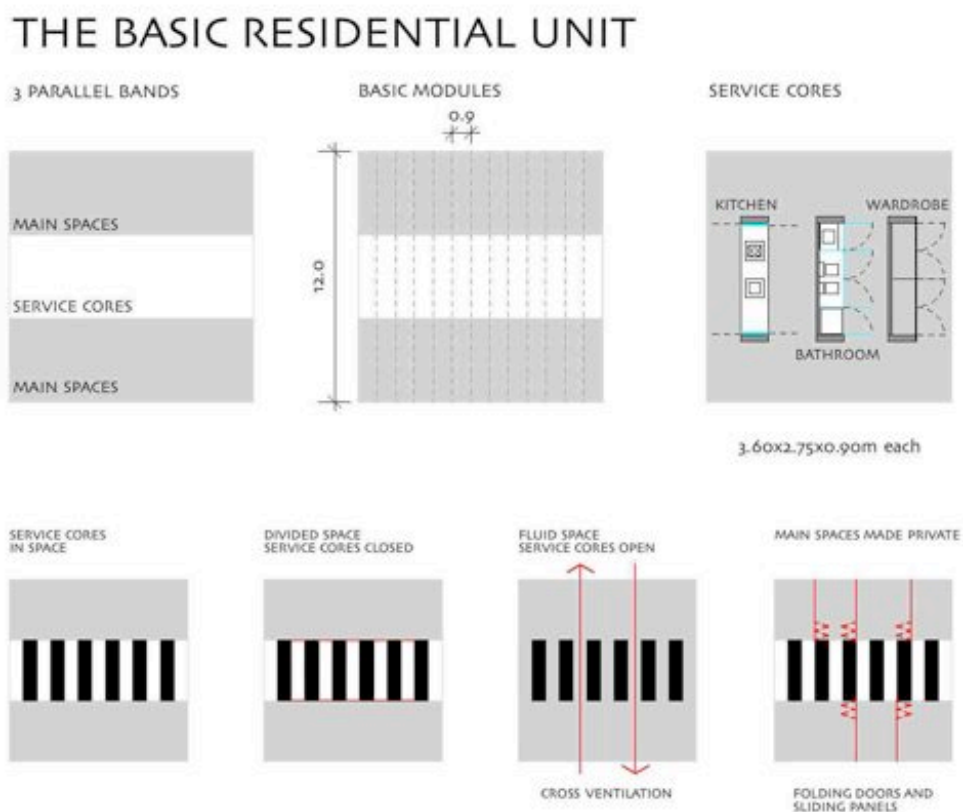 THE BASIC RESIDENTIAL UNIT
3 PARALLEL BANDS
BASIC MODULES
SERVICE CORES
0.9
MAIN SPACES
SERVICE CORES
MAIN SPACES
12.0
KITCHEN
WARDROBE
BATHROOM
3.60x2.75x0.90m each
SERVICE CORES
IN SPACE
DIVIDED SPACE
SERVICE CORES CLOSED
FLUID SPACE
SERVICE CORES OPEN
MAIN SPACES MADE PRIVATE
CROSS VENTILATION
FOLDING DOORS AND
SLIDING PANELS